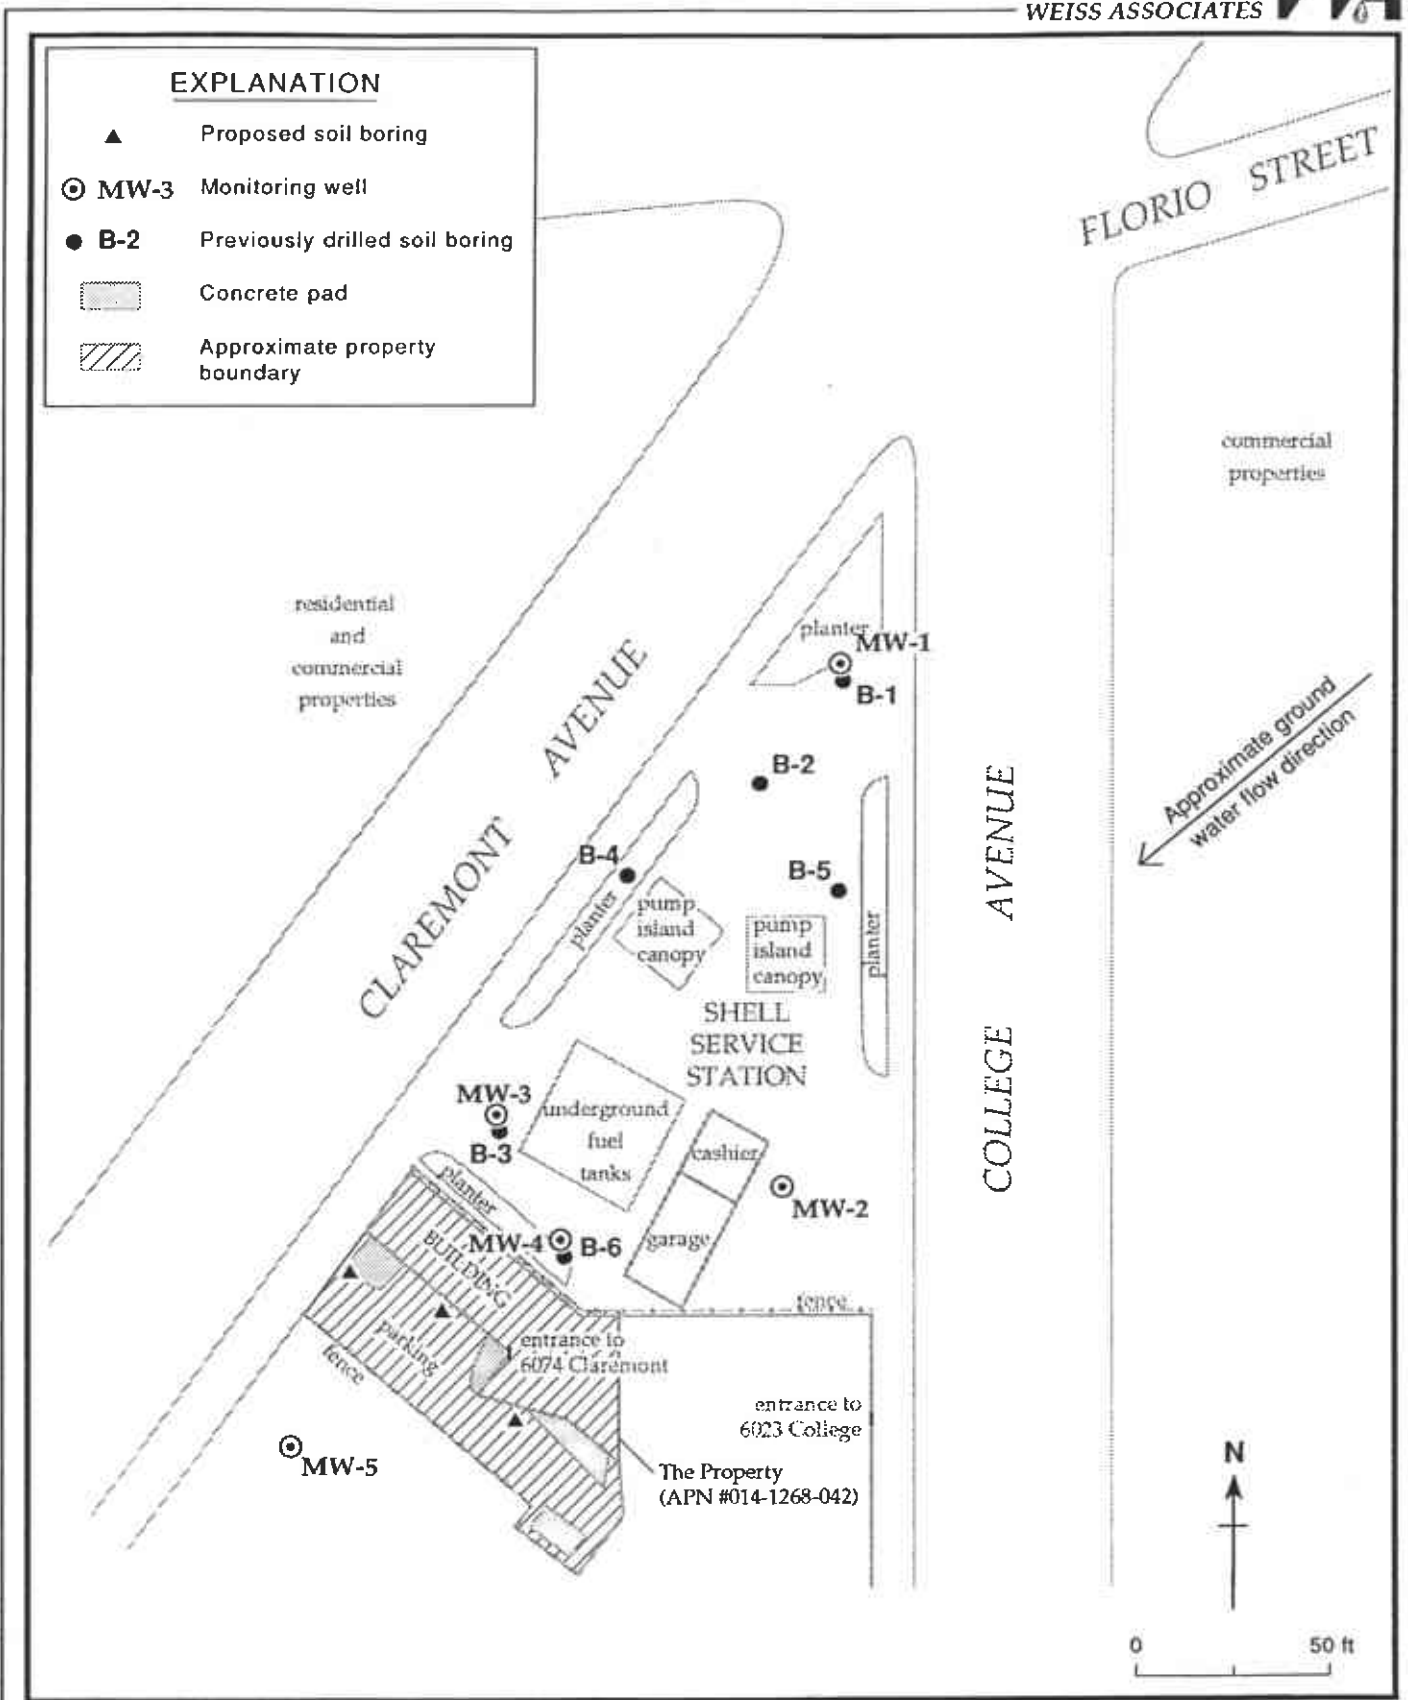 WEISS ASSOCIATES
EXPLANATION
Proposed soil boring
MW-3 Monitoring well
B-2 Previously drilled soil boring
Concrete pad
Approximate property
boundary
FLORIO STREET
commercial
properties
residential
and
commercial
properties
CLAREMONT AVENUE
planter
MW-1
B-1
B-2
Approximate ground
water flow direction
B-4
B-5
planter
pump
island
canopy
pump
island
canopy
planter
COLLEGE AVENUE
SHELL
SERVICE
STATION
MW-3
B-3
underground
fuel
tanks
cashier
garage
MW-2
planter
MW-4
B-6
BUILDING
fence
parking
fence
entrance to
6074 Claremont
entrance to
6023 College
MW-5
The Property
(APN #014-1268-042)
N
0 50 ft